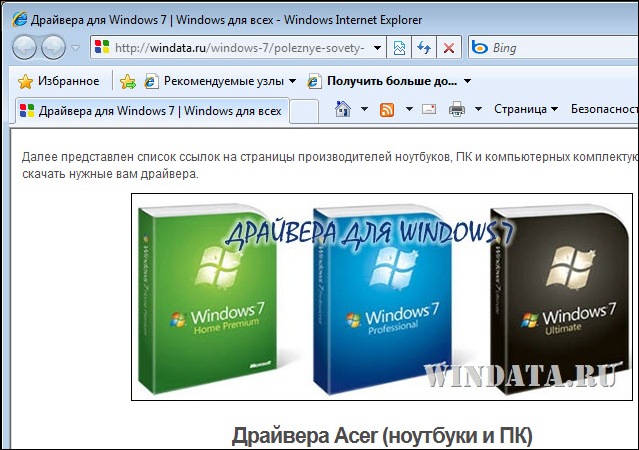 Драйвера для Windows 7 | Windows для всех - Windows Internet Explorer
http://windata.ru/windows-7/poleznye-sovety-
Bing
Избранное
Рекомендуемые узлы
Получить больше до...
Драйвера для Windows 7 | Windows для всех
Страница
Безопасност
Далее представлен список ссылок на страницы производителей ноутбуков, ПК и компьютерных комплектую
скачать нужные вам драйвера.
ДРАЙВЕРА ДЛЯ WINDOWS 7
Windows 7
Home Premium
Microsoft
Windows 7
Professional
Windows 7
Ultimate
WINDATA.RU
Драйвера Acer (ноутбуки и ПК)